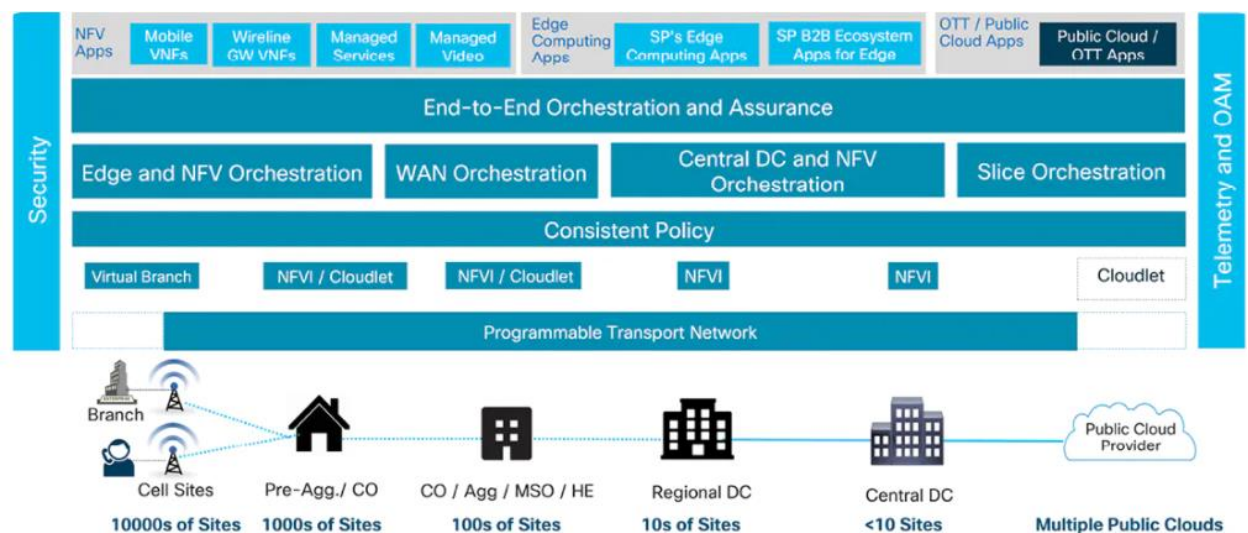 NFV
Apps
Mobile
VNFs
Wireline
GW VNFs
Managed
Services
Managed
Video
Edge
Computing
Apps
SP's Edge
Computing Apps
SP B2B Ecosystem
Apps for Edge
OTT / Public
Cloud Apps
Public Cloud /
OTT Apps
Security
End-to-End Orchestration and Assurance
Telemetry and OAM
Edge and NFV Orchestration
WAN Orchestration
Central DC and NFV
Orchestration
Slice Orchestration
Consistent Policy
Virtual Branch
NFVI / Cloudlet
NFVI / Cloudlet
NFVI
NFVI
Cloudlet
Programmable Transport Network
ENTERPRISE
Branch
Public Cloud
Provider
Cell Sites
Pre-Agg./ CO
CO / Agg / MSO / HE
Regional DC
Central DC
10000s of Sites
1000s of Sites
100s of Sites
10s of Sites
<10 Sites
Multiple Public Clouds